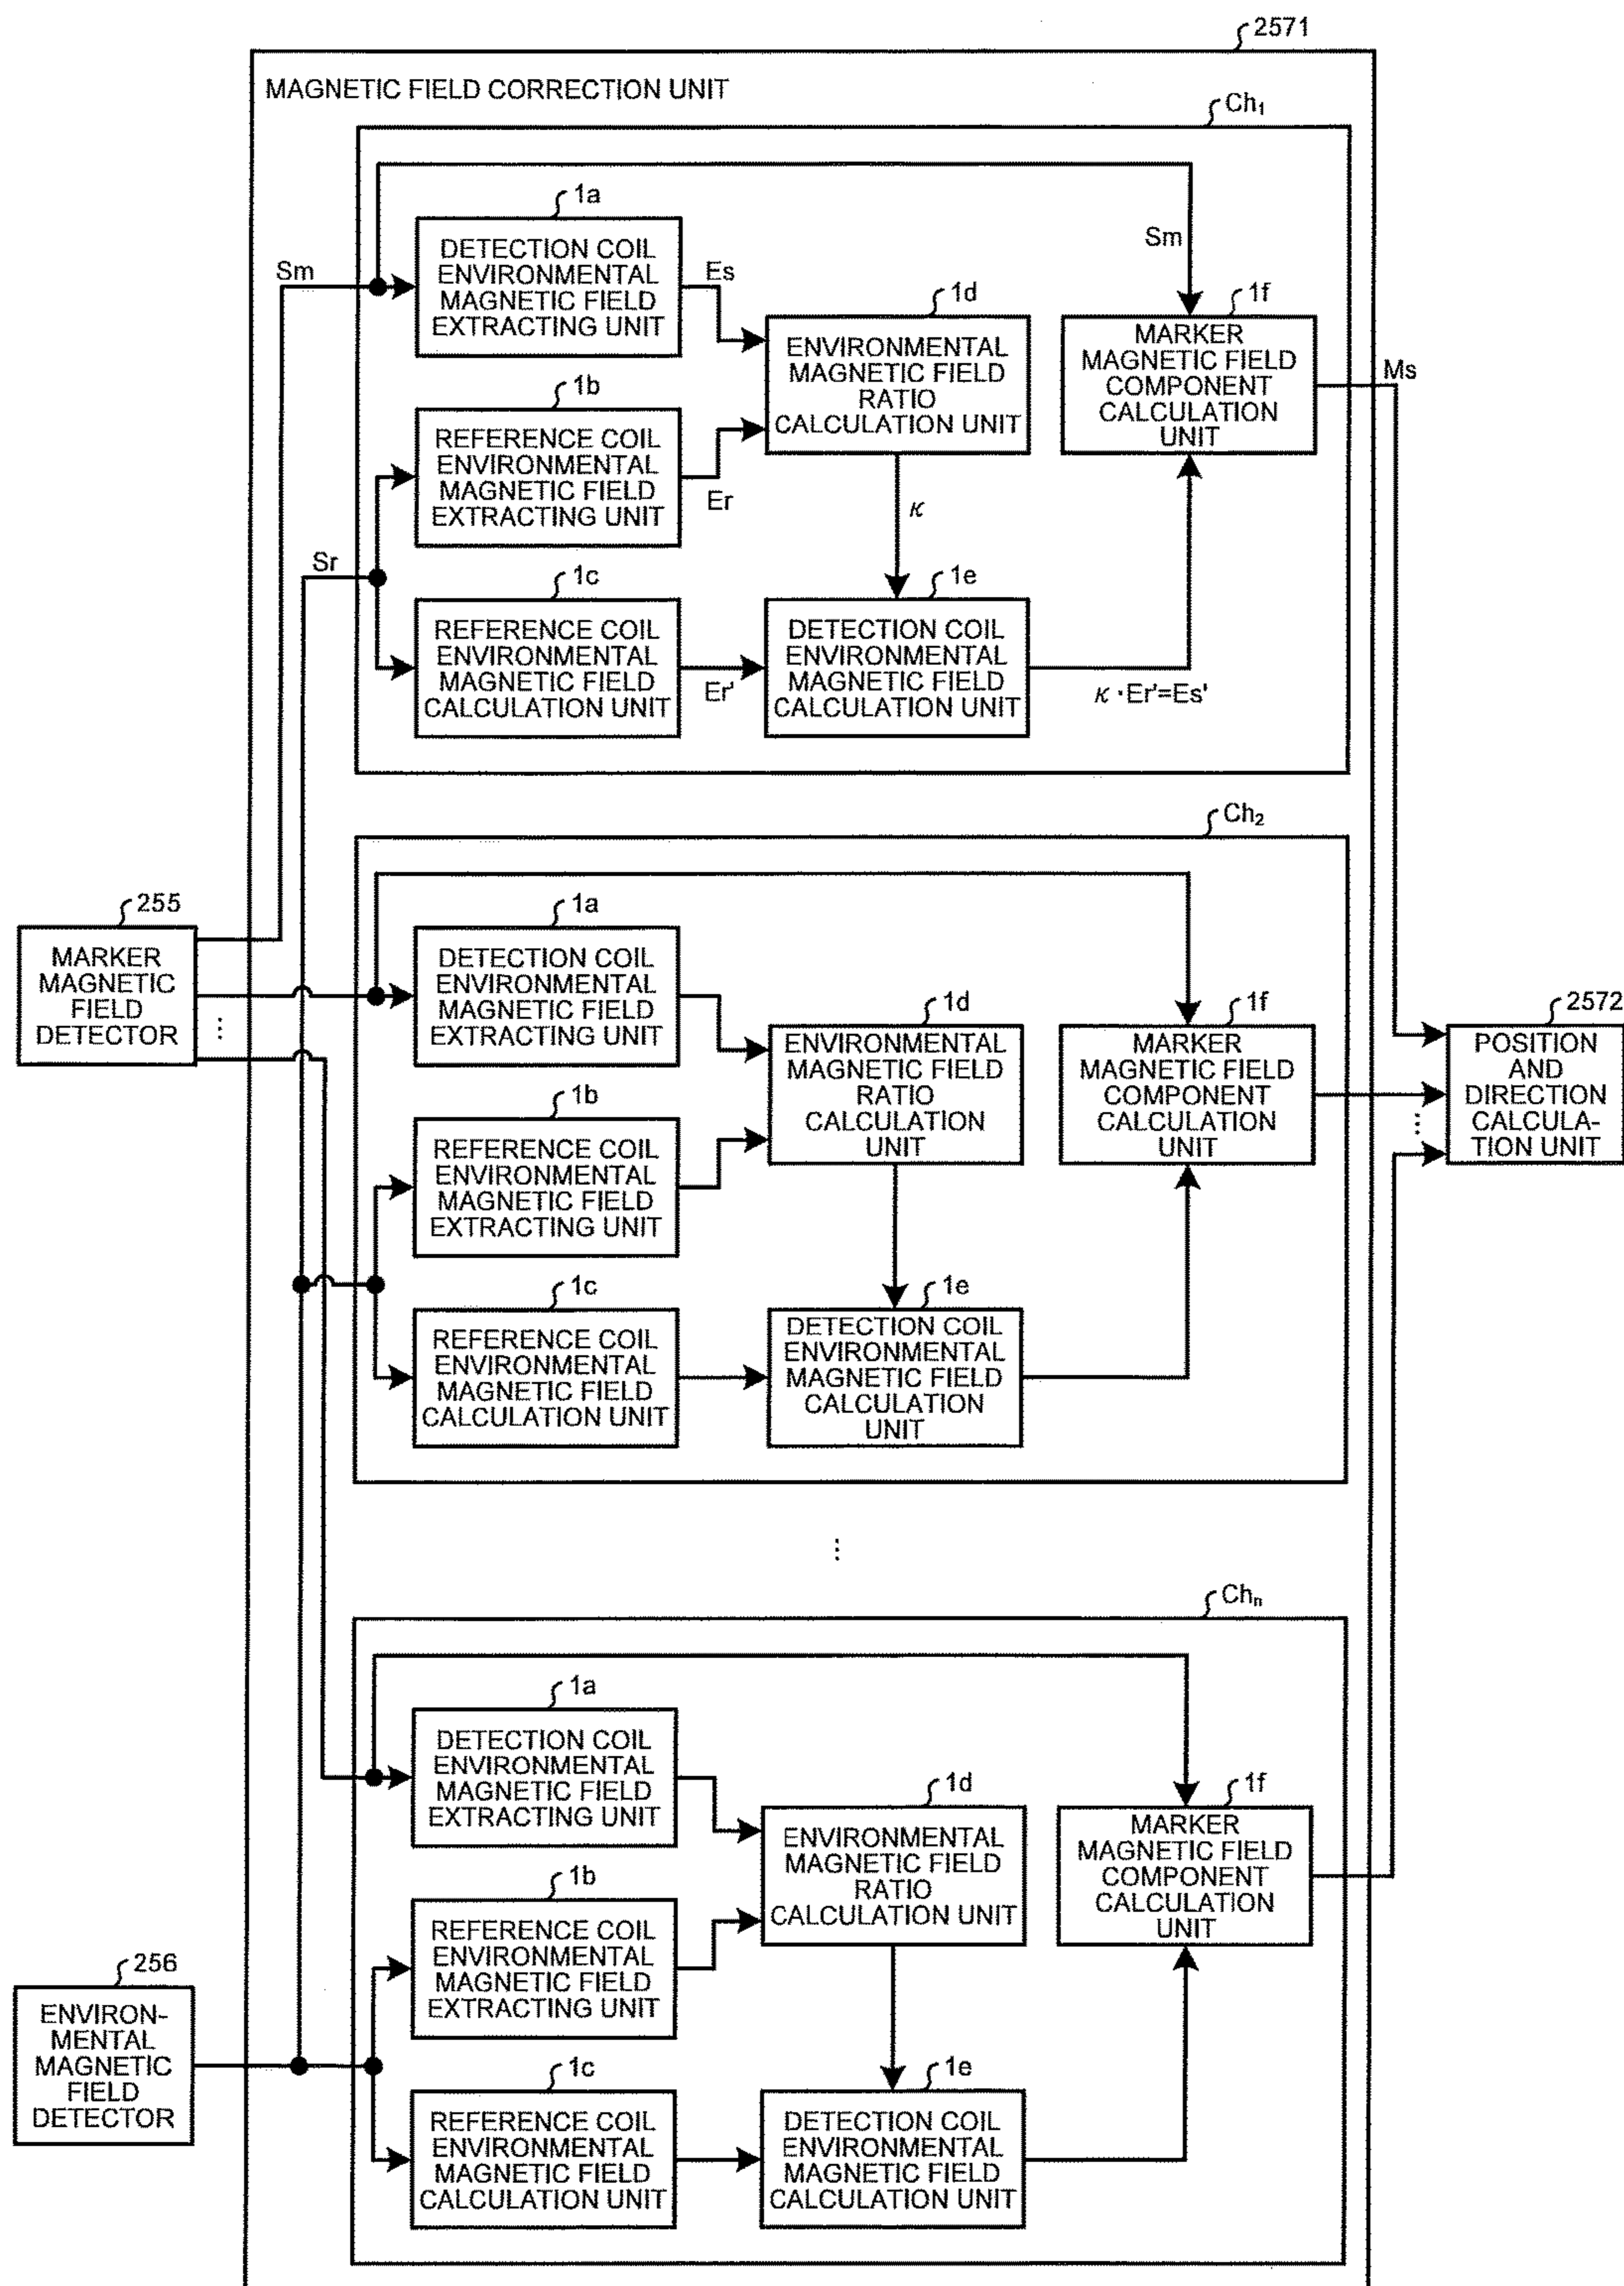 2571
MAGNETIC FIELD CORRECTION UNIT
Ch1
1a
DETECTION COIL
ENVIRONMENTAL
MAGNETIC FIELD
EXTRACTING UNIT
Sm
Es
Sm
1d
ENVIRONMENTAL
MAGNETIC FIELD
RATIO
CALCULATION UNIT
1f
MARKER
MAGNETIC FIELD
COMPONENT
CALCULATION
UNIT
Ms
1b
REFERENCE COIL
ENVIRONMENTAL
MAGNETIC FIELD
EXTRACTING UNIT
Er
κ
Sr
1c
REFERENCE COIL
ENVIRONMENTAL
MAGNETIC FIELD
CALCULATION UNIT
Er'
1e
DETECTION COIL
ENVIRONMENTAL
MAGNETIC FIELD
CALCULATION UNIT
κ·Er'=Es'
Ch2
255
MARKER
MAGNETIC
FIELD
DETECTOR
...
1a
DETECTION COIL
ENVIRONMENTAL
MAGNETIC FIELD
EXTRACTING UNIT
1d
ENVIRONMENTAL
MAGNETIC FIELD
RATIO
CALCULATION
UNIT
1f
MARKER
MAGNETIC FIELD
COMPONENT
CALCULATION
UNIT
2572
POSITION
AND
DIRECTION
CALCULA-
TION UNIT
...
1b
REFERENCE COIL
ENVIRONMENTAL
MAGNETIC FIELD
EXTRACTING UNIT
1c
REFERENCE COIL
ENVIRONMENTAL
MAGNETIC FIELD
CALCULATION UNIT
1e
DETECTION COIL
ENVIRONMENTAL
MAGNETIC FIELD
CALCULATION
UNIT
...
Chn
1a
DETECTION COIL
ENVIRONMENTAL
MAGNETIC FIELD
EXTRACTING UNIT
1d
ENVIRONMENTAL
MAGNETIC FIELD
RATIO
CALCULATION UNIT
1f
MARKER
MAGNETIC FIELD
COMPONENT
CALCULATION
UNIT
1b
REFERENCE COIL
ENVIRONMENTAL
MAGNETIC FIELD
EXTRACTING UNIT
256
ENVIRON-
MENTAL
MAGNETIC
FIELD
DETECTOR
1c
REFERENCE COIL
ENVIRONMENTAL
MAGNETIC FIELD
CALCULATION UNIT
1e
DETECTION COIL
ENVIRONMENTAL
MAGNETIC FIELD
CALCULATION UNIT